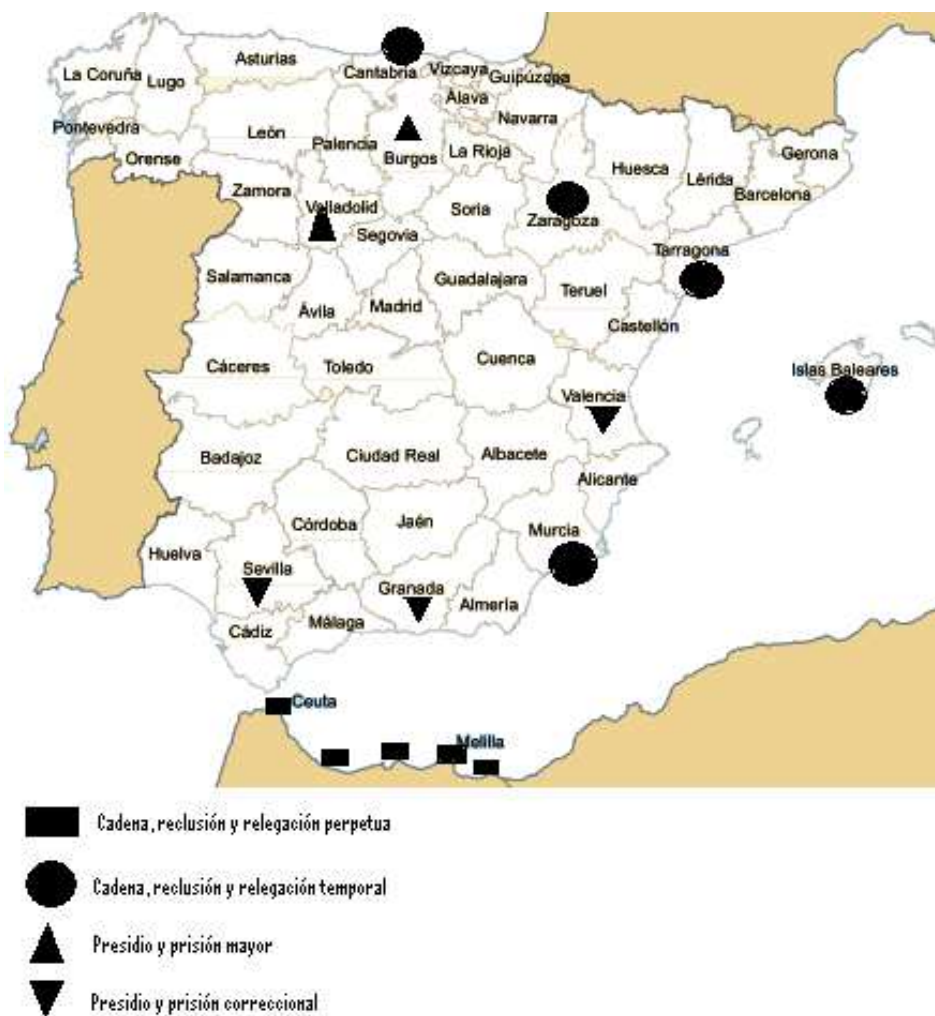 Asturias
La Coruña
Lugo
Cantabria
Vizcaya
Guipúzcoa
Álava
Navarra
Pontevedra
León
Palencia
Burgos
La Rioja
Orense
Huesca
Lérida
Gerona
Barcelona
Zamora
Valladolid
Soria
Zaragoza
Segovia
Tarragona
Salamanca
Guadalajara
Teruel
Ávila
Madrid
Castellón
Cáceres
Toledo
Cuenca
Islas Baleares
Valencia
Badajoz
Ciudad Real
Albacete
Alicante
Córdoba
Jaén
Murcia
Huelva
Sevilla
Granada
Almería
Málaga
Cádiz
Ceuta
Melilla
Cadena, reclusión y relegación perpetua
Cadena, reclusión y relegación temporal
Presidio y prisión mayor
Presidio y prisión correccional